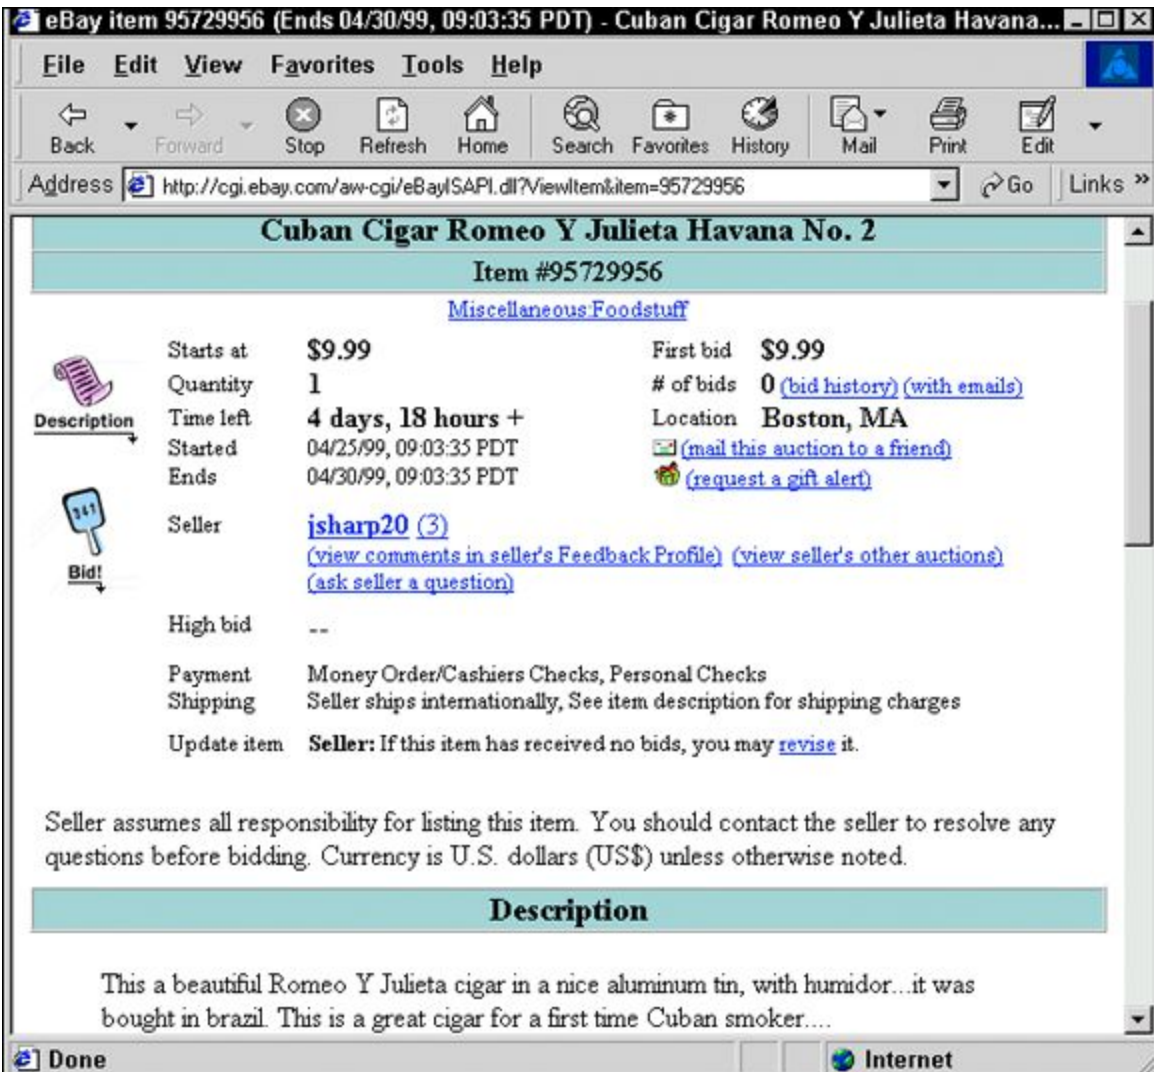 eBay item 95729956 (Ends 04/30/99, 09:03:35 PDT) - Cuban Cigar Romeo Y Julieta Havana...
File Edit View Favorites Tools Help
Back Forward Stop Refresh Home Search Favorites History Mail Print Edit
Address http://cgi.ebay.com/aw-cgi/eBayISAPI.dll?ViewItem&item=95729956 Go Links »
Cuban Cigar Romeo Y Julieta Havana No. 2
Item #95729956
Miscellaneous:Foodstuff
Starts at $9.99 First bid $9.99
Quantity 1 # of bids 0 (bid history) (with emails)
Description Time left 4 days, 18 hours + Location Boston, MA
Started 04/25/99, 09:03:35 PDT (mail this auction to a friend)
Ends 04/30/99, 09:03:35 PDT (request a gift alert)
341
Seller jsharp20 (3)
(view comments in seller's Feedback Profile) (view seller's other auctions)
Bid! (ask seller a question)
High bid --
Payment Money Order/Cashiers Checks, Personal Checks
Shipping Seller ships internationally, See item description for shipping charges
Update item Seller: If this item has received no bids, you may revise it.
Seller assumes all responsibility for listing this item. You should contact the seller to resolve any
questions before bidding. Currency is U.S. dollars (US$) unless otherwise noted.
Description
This a beautiful Romeo Y Julieta cigar in a nice aluminum tin, with humidor...it was
bought in brazil. This is a great cigar for a first time Cuban smoker....
Done Internet